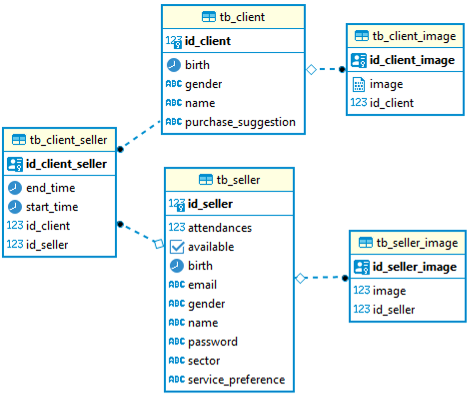 tb_client
123 id_client
birth
ABC gender
ABC name
ABC purchase_suggestion
tb_client_image
id_client_image
image
123 id_client
tb_client_seller
id_client_seller
end_time
start_time
123 id_client
123 id_seller
tb_seller
123 id_seller
123 attendances
available
birth
ABC email
ABC gender
ABC name
ABC password
ABC sector
ABC service_preference
tb_seller_image
id_seller_image
123 image
123 id_seller